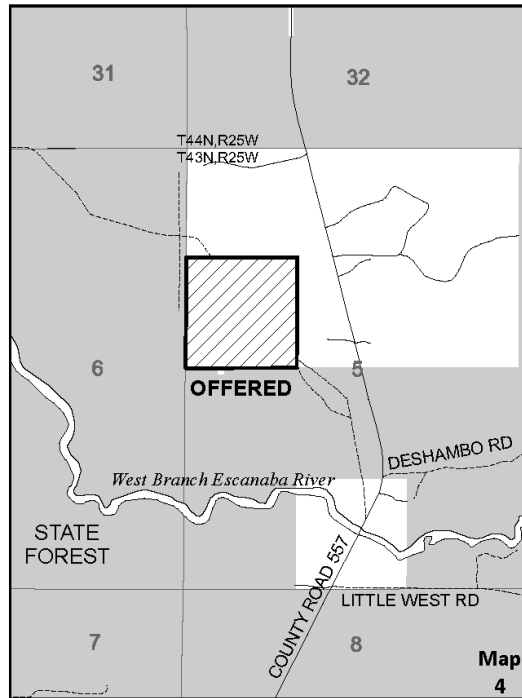 31
32
T44N,R25W
T43N,R25W
6
OFFERED
5
DESHAMBO RD
West Branch Escanaba River
STATE
FOREST
COUNTY ROAD 557
LITTLE WEST RD
7
8
Map
4